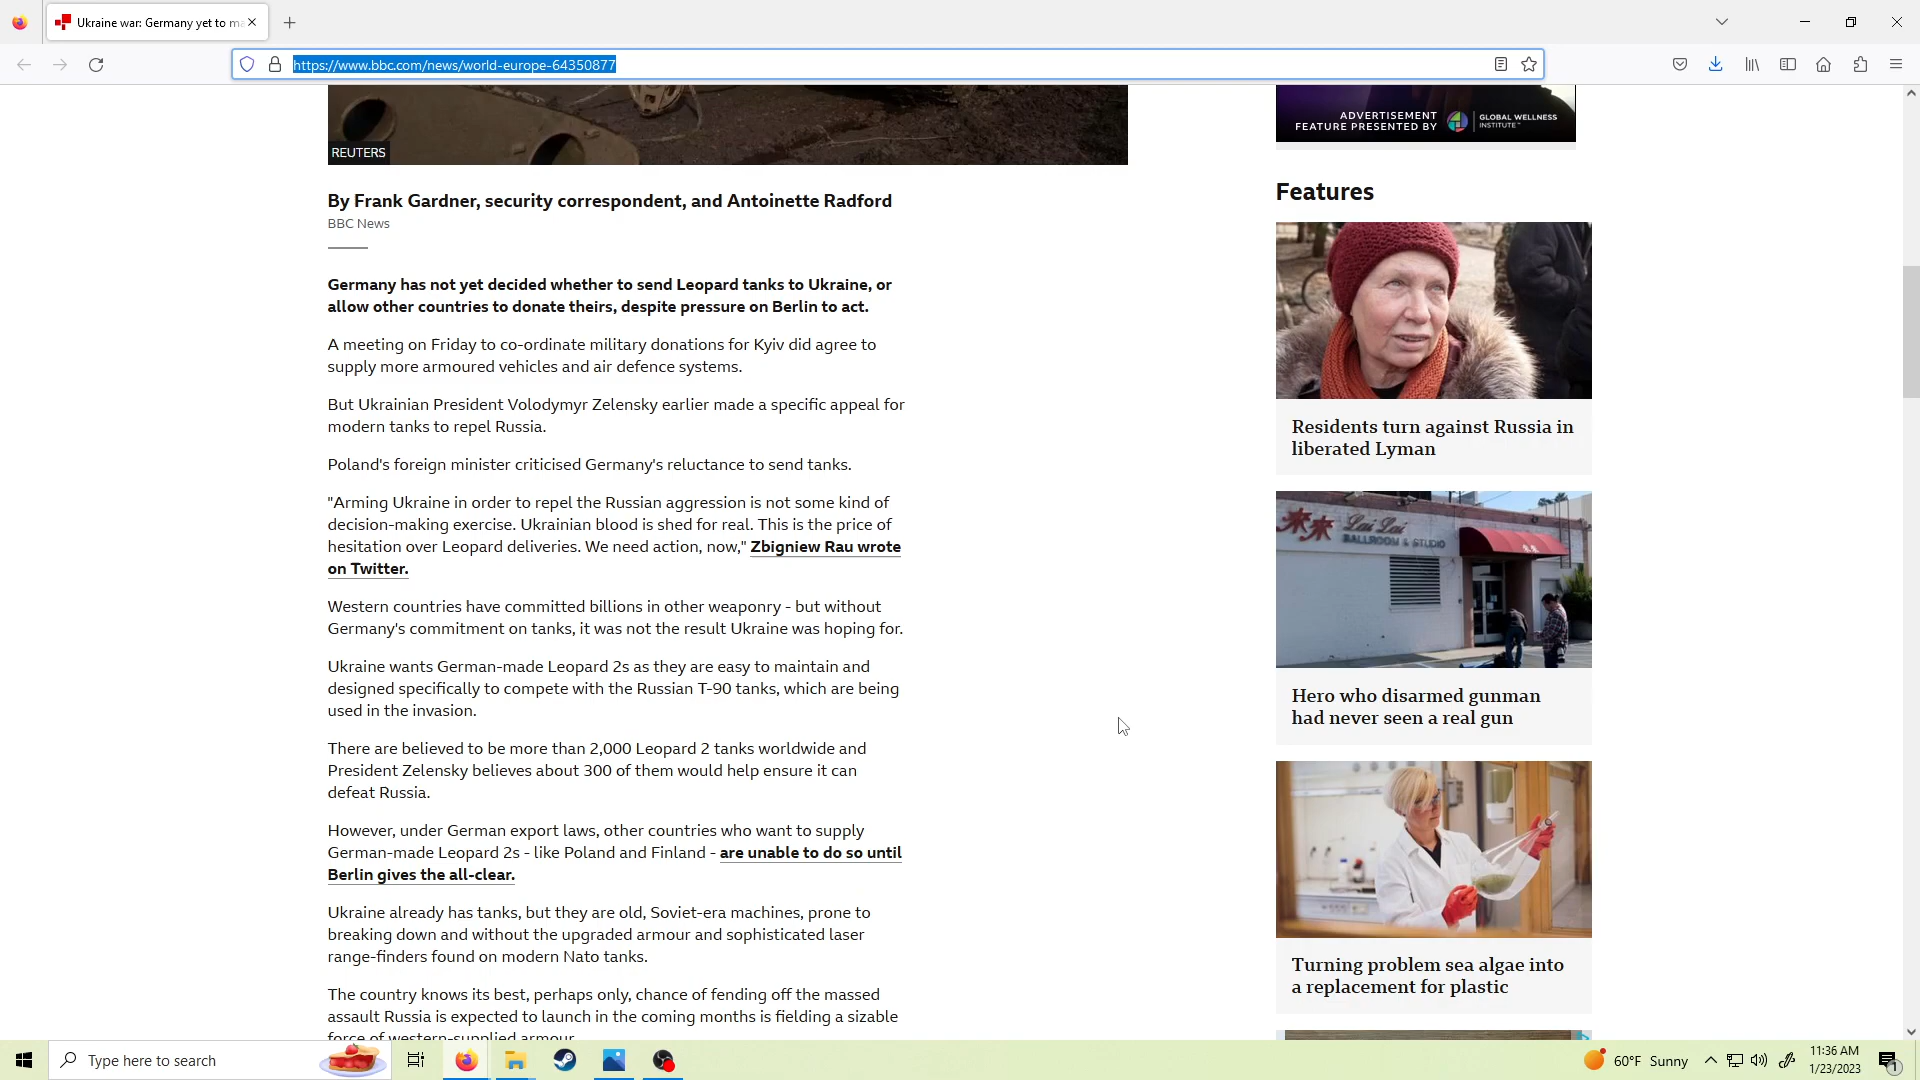 Ukraine war: Germany yet to ma
https://www.bbc.com/news/world-europe-64350877
REUTERS
ADVERTISEMENT
FEATURE PRESENTED BY
GLOBAL WELLNESS
INSTITUTE™
By Frank Gardner, security correspondent, and Antoinette Radford
BBC News
Germany has not yet decided whether to send Leopard tanks to Ukraine, or
allow other countries to donate theirs, despite pressure on Berlin to act.
A meeting on Friday to co-ordinate military donations for Kyiv did agree to
supply more armoured vehicles and air defence systems.
But Ukrainian President Volodymyr Zelensky earlier made a specific appeal for
modern tanks to repel Russia.
Poland's foreign minister criticised Germany's reluctance to send tanks.
"Arming Ukraine in order to repel the Russian aggression is not some kind of
decision-making exercise. Ukrainian blood is shed for real. This is the price of
hesitation over Leopard deliveries. We need action, now," Zbigniew Rau wrote
on Twitter.
Western countries have committed billions in other weaponry - but without
Germany's commitment on tanks, it was not the result Ukraine was hoping for.
Ukraine wants German-made Leopard 2s as they are easy to maintain and
designed specifically to compete with the Russian T-90 tanks, which are being
used in the invasion.
There are believed to be more than 2,000 Leopard 2 tanks worldwide and
President Zelensky believes about 300 of them would help ensure it can
defeat Russia.
However, under German export laws, other countries who want to supply
German-made Leopard 2s - like Poland and Finland - are unable to do so until
Berlin gives the all-clear.
Ukraine already has tanks, but they are old, Soviet-era machines, prone to
breaking down and without the upgraded armour and sophisticated laser
range-finders found on modern Nato tanks.
The country knows its best, perhaps only, chance of fending off the massed
assault Russia is expected to launch in the coming months is fielding a sizable
force of western-supplied armour.
Features
Residents turn against Russia in
liberated Lyman
來來 Lai Lai
BALLROOM & STUDIO
Hero who disarmed gunman
had never seen a real gun
Turning problem sea algae into
a replacement for plastic
Type here to search
60°F Sunny
11:36 AM
1/23/2023
1